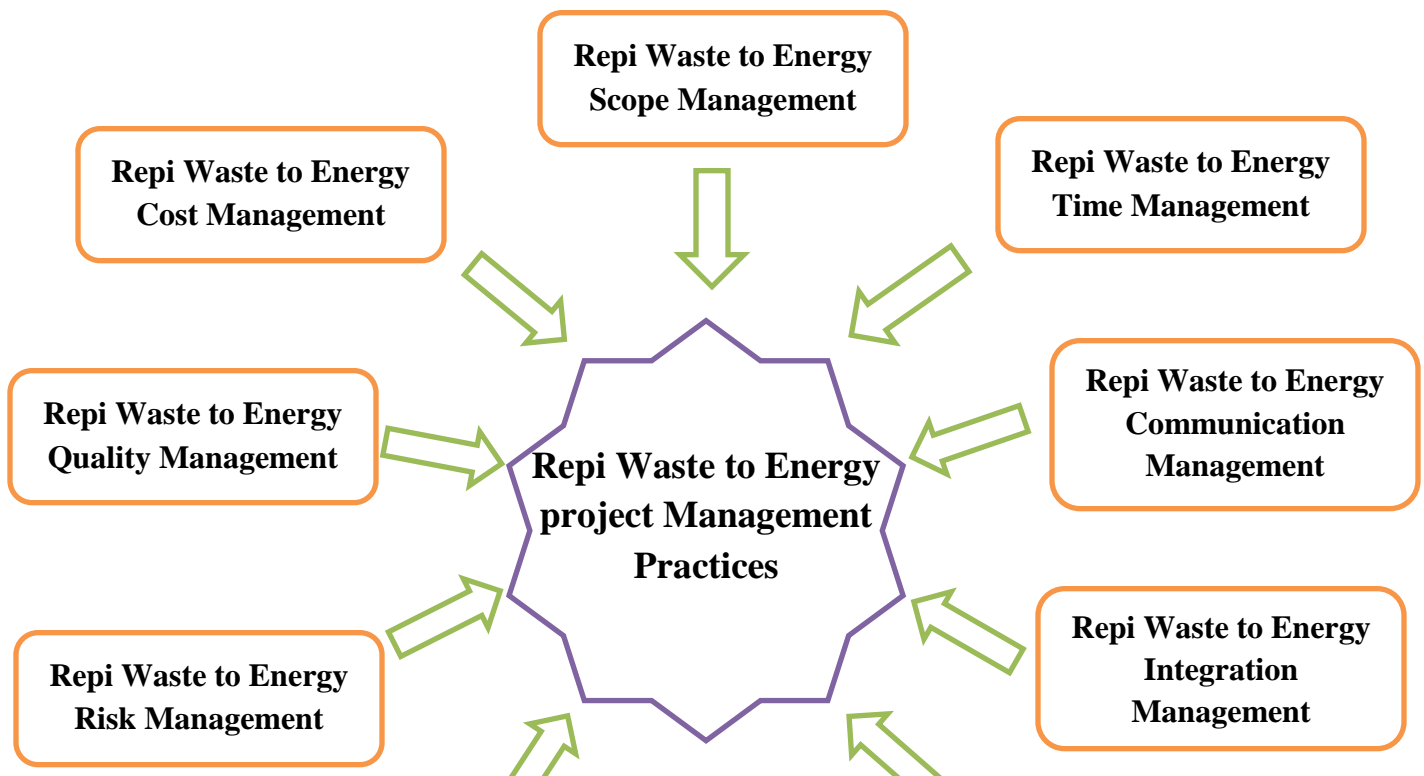 Repi Waste to Energy
Scope Management
Repi Waste to Energy
Cost Management
Repi Waste to Energy
Time Management
Repi Waste to Energy
Quality Management
Repi Waste to Energy
Communication
Management
Repi Waste to Energy
project Management
Practices
Repi Waste to Energy
Risk Management
Repi Waste to Energy
Integration
Management